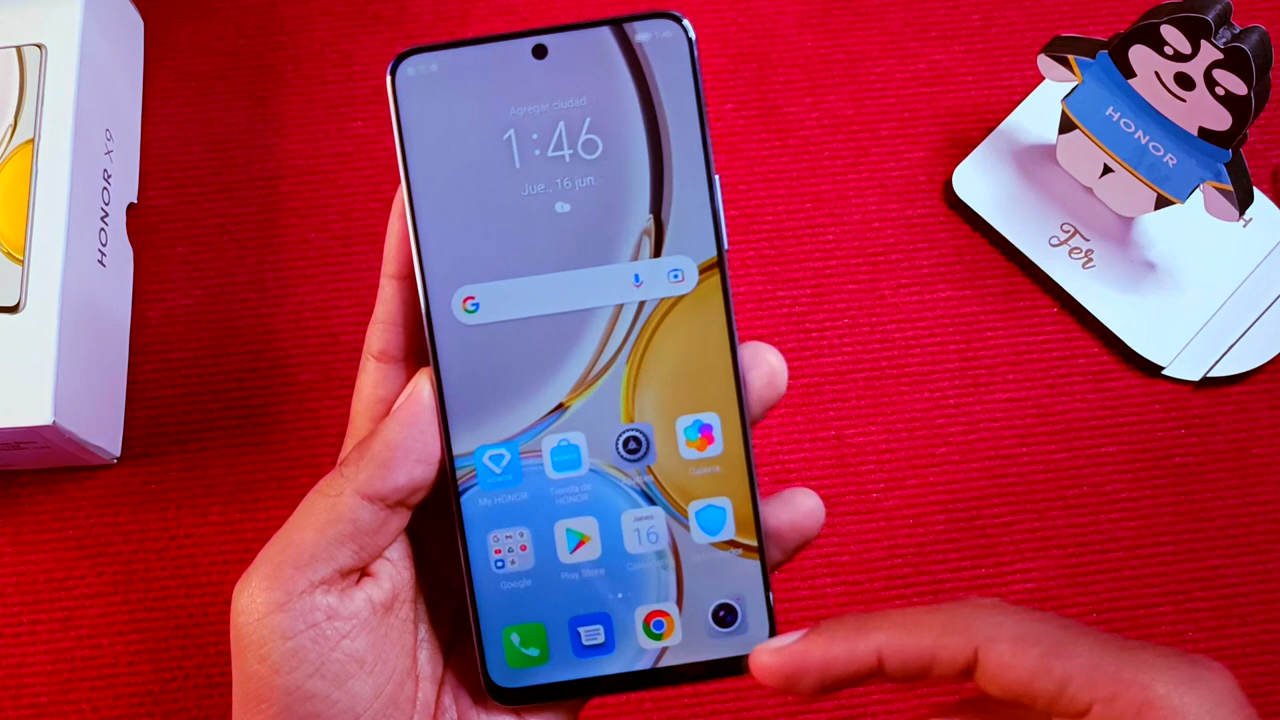 HONOR X9
Agregar ciudad
1:46
Jue., 16 jun.
G
My HONOR
Tienda de
HONOR
Galería
Google
Play Store
Jueves
16
HONOR
Fer
H